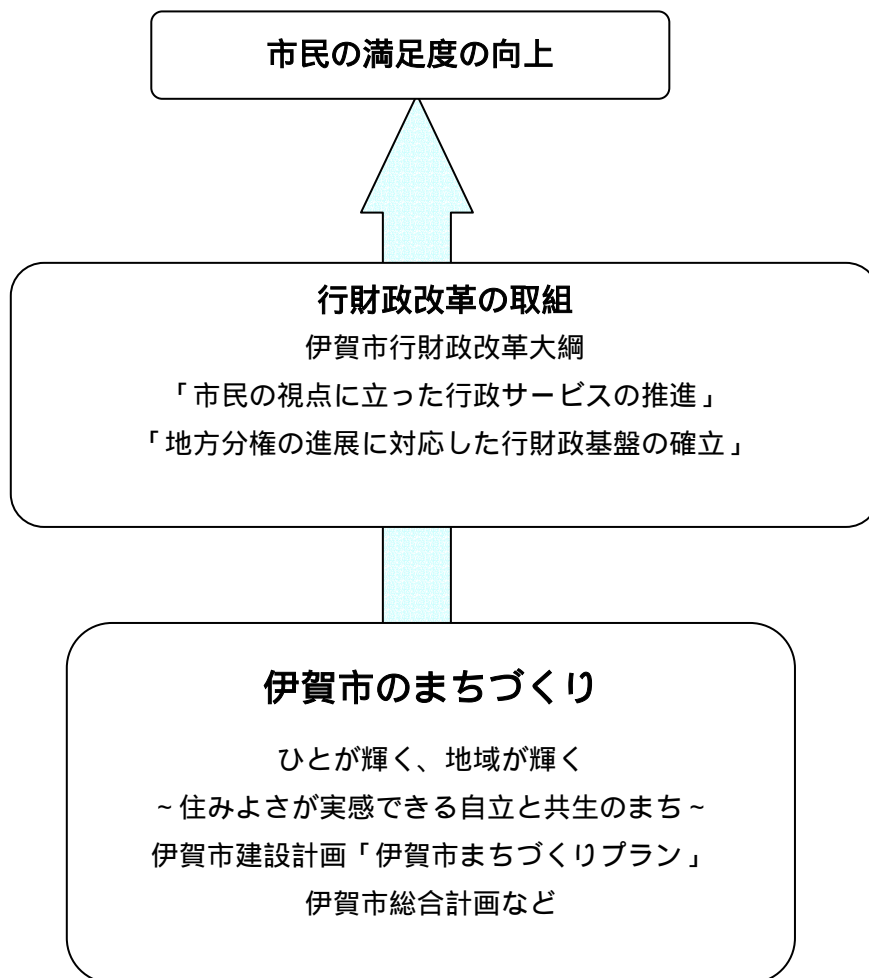 市民の満足度の向上
行財政改革の取組
伊賀市行財政改革大綱
「市民の視点に立った行政サービスの推進」
「地方分権の進展に対応した行財政基盤の確立」
伊賀市のまちづくり
ひとが輝く、地域が輝く
~住みよさが実感できる自立と共生のまち~
伊賀市建設計画「伊賀市まちづくりプラン」
伊賀市総合計画など